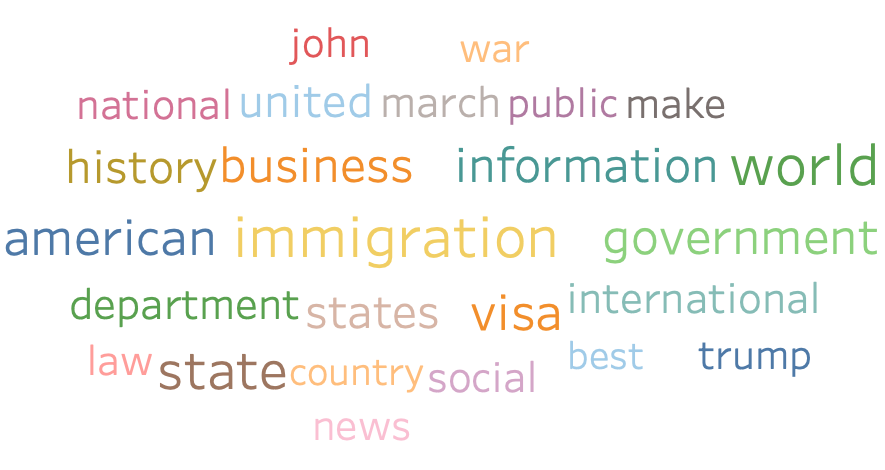 john war
national united march public make
history business information world
american immigration government
department states visa international
law state country social best trump
news